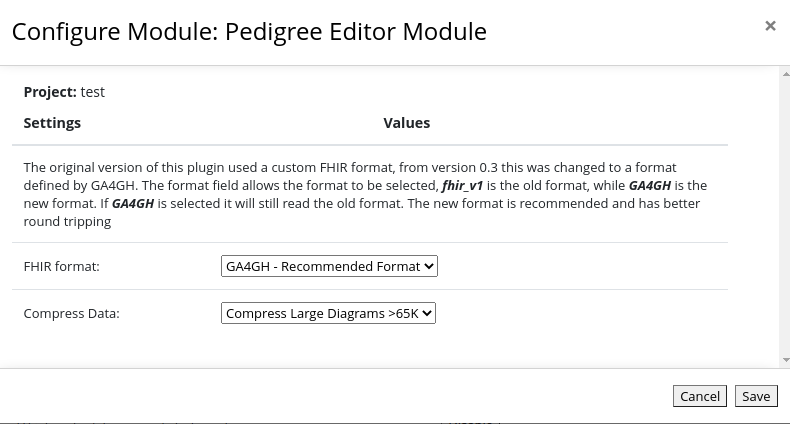 Configure Module: Pedigree Editor Module
×
Project: test
Settings Values
The original version of this plugin used a custom FHIR format, from version 0.3 this was changed to a format
defined by GA4GH. The format field allows the format to be selected, fhir_v1 is the old format, while GA4GH is the
new format. If GA4GH is selected it will still read the old format. The new format is recommended and has better
round tripping
FHIR format: GA4GH - Recommended Format
Compress Data: Compress Large Diagrams >65K
Cancel Save